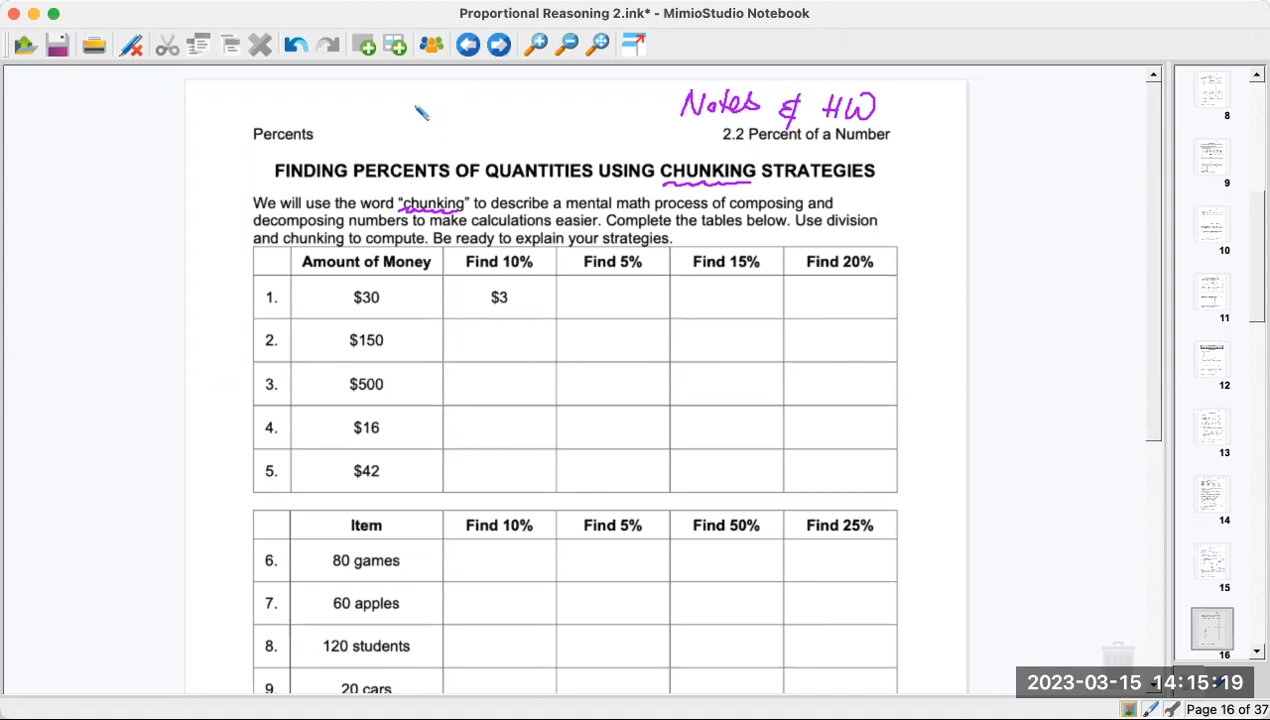 Proportional Reasoning 2.ink* - MimioStudio Notebook
Notes & HW
Percents 2.2 Percent of a Number
FINDING PERCENTS OF QUANTITIES USING CHUNKING STRATEGIES
We will use the word “chunking” to describe a mental math process of composing and
decomposing numbers to make calculations easier. Complete the tables below. Use division
and chunking to compute. Be ready to explain your strategies.
Amount of Money Find 10% Find 5% Find 15% Find 20%
1. $30 $3
2. $150
3. $500
4. $16
5. $42
Item Find 10% Find 5% Find 50% Find 25%
6. 80 games
7. 60 apples
8. 120 students
9. 20 cars
8
9
10
11
12
13
14
15
16
2023-03-15 14:15:19
Page 16 of 37